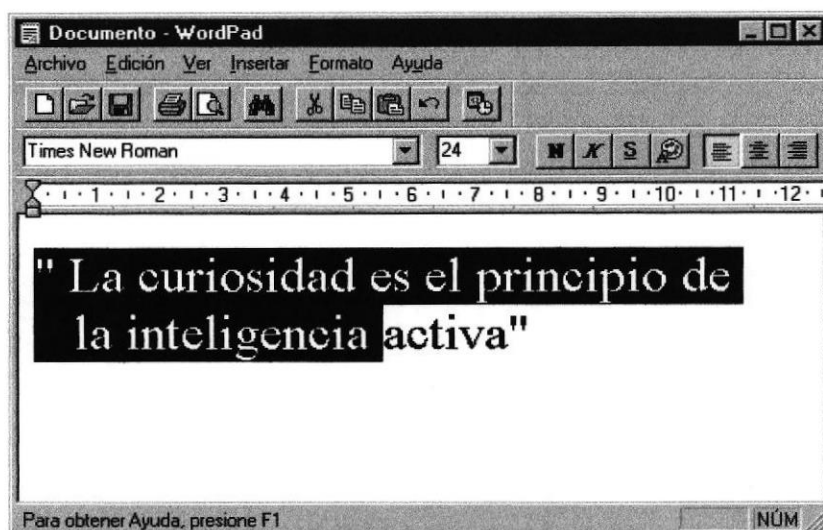 Documento - WordPad
Archivo Edición Ver Insertar Formato Ayuda
Times New Roman 24 N K S
1 2 3 4 5 6 7 8 9 10 11 12
" La curiosidad es el principio de
la inteligencia activa"
Para obtener Ayuda, presione F1 NÚM